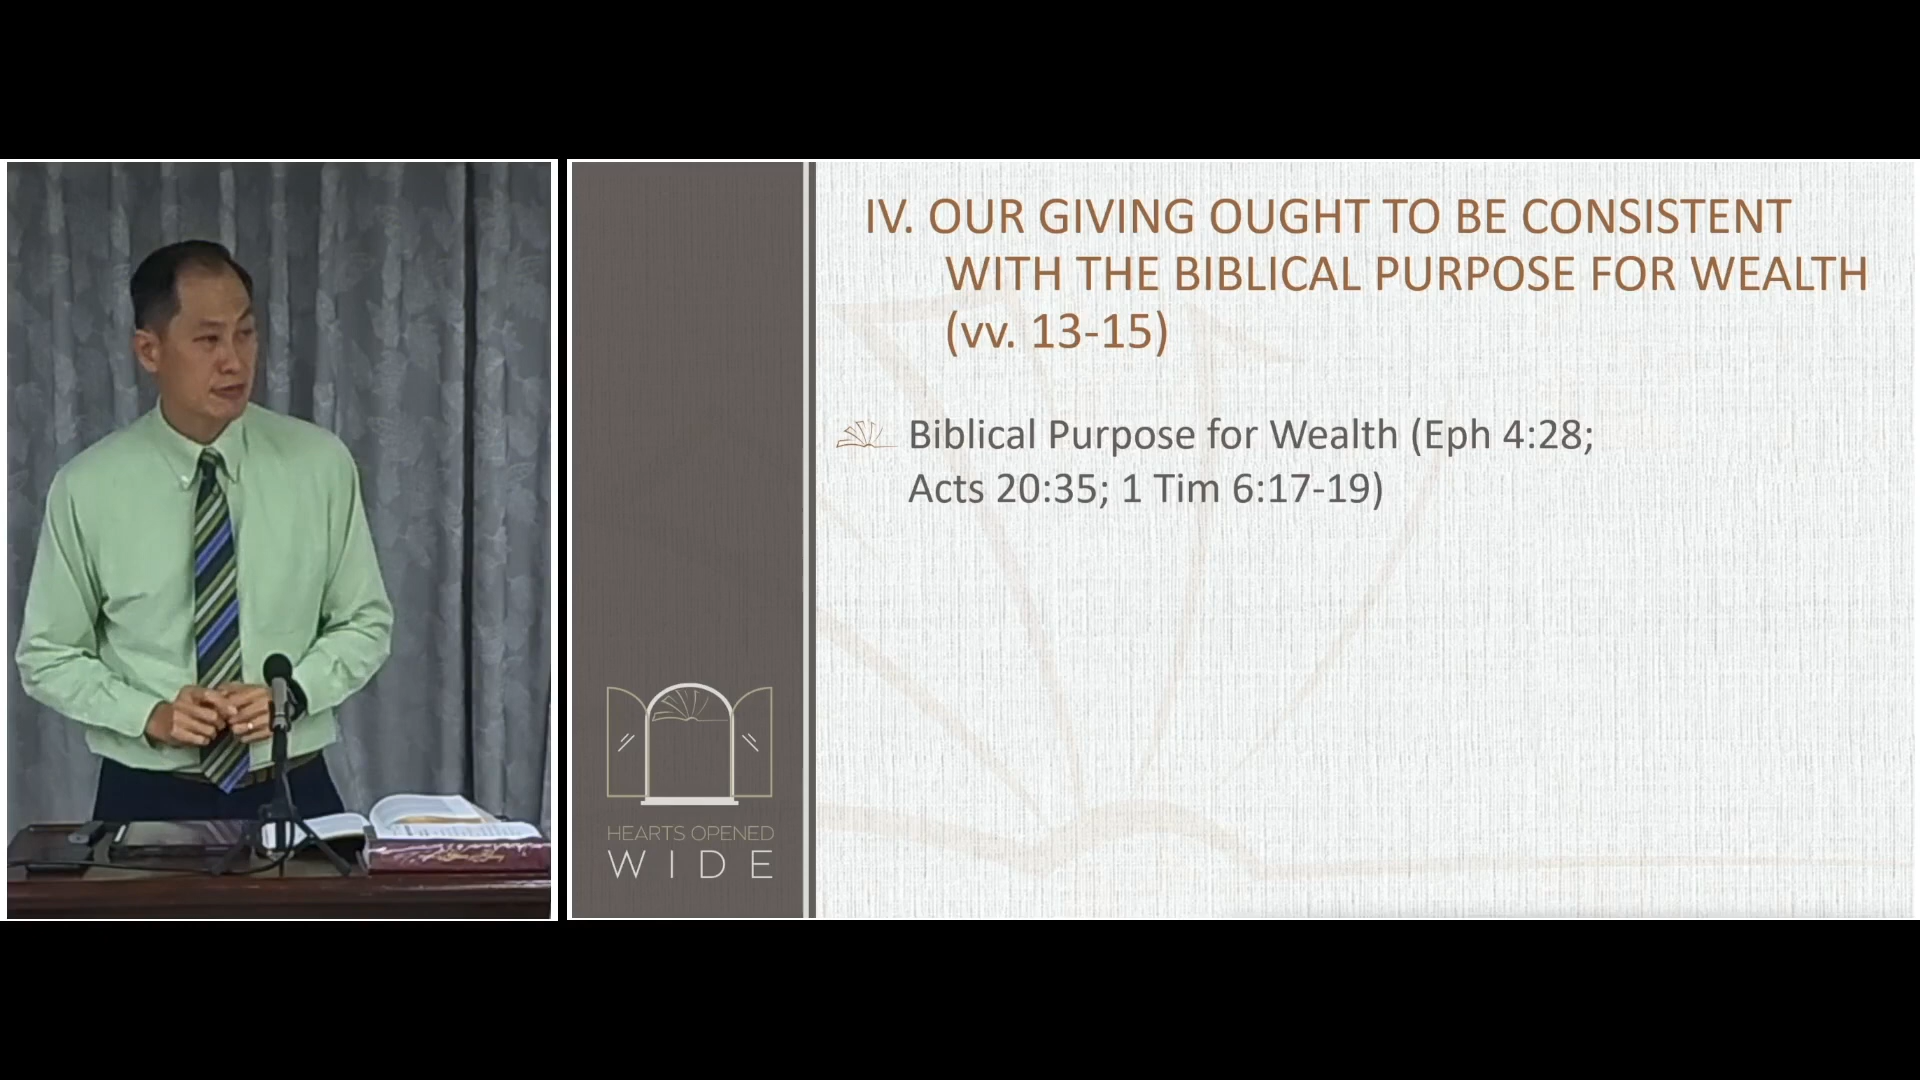 IV. OUR GIVING OUGHT TO BE CONSISTENT
WITH THE BIBLICAL PURPOSE FOR WEALTH
(vv. 13-15)
Biblical Purpose for Wealth (Eph 4:28;
Acts 20:35; 1 Tim 6:17-19)
HEARTS OPENED
WIDE